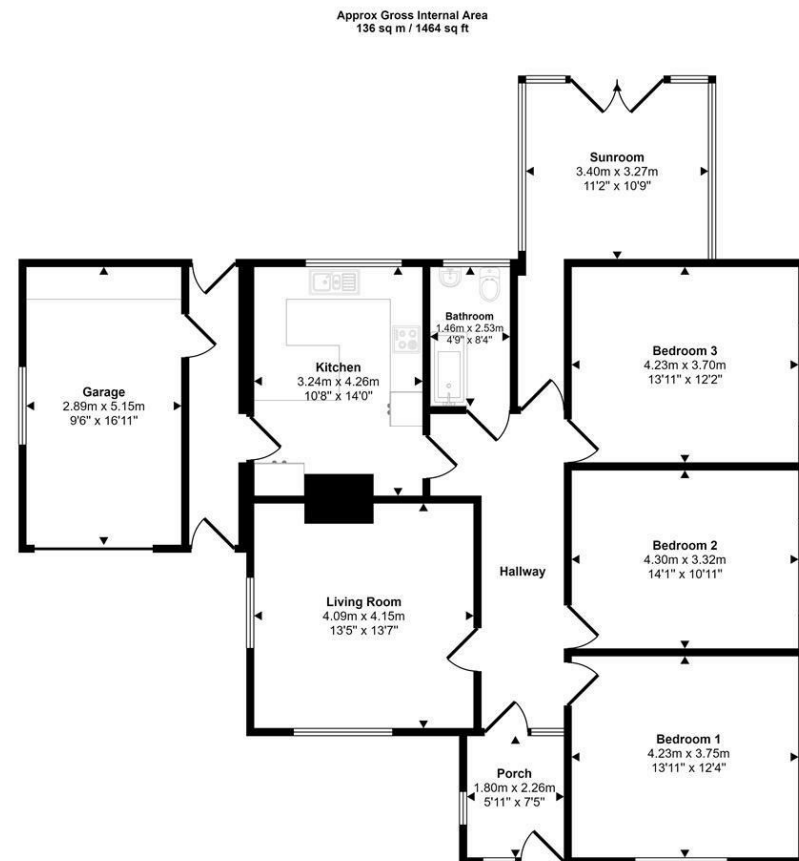 Approx Gross Internal Area
136 sq m / 1464 sq ft
Sunroom
3.40m x 3.27m
11'2" x 10'9"
Bathroom
1.46m x 2.53m
4'9" x 8'4"
Bedroom 3
4.23m x 3.70m
13'11" x 12'2"
Kitchen
3.24m x 4.26m
10'8" x 14'0"
Garage
2.89m x 5.15m
9'6" x 16'11"
Bedroom 2
4.30m x 3.32m
14'1" x 10'11"
Hallway
Living Room
4.09m x 4.15m
13'5" x 13'7"
Bedroom 1
4.23m x 3.75m
13'11" x 12'4"
Porch
1.80m x 2.26m
5'11" x 7'5"